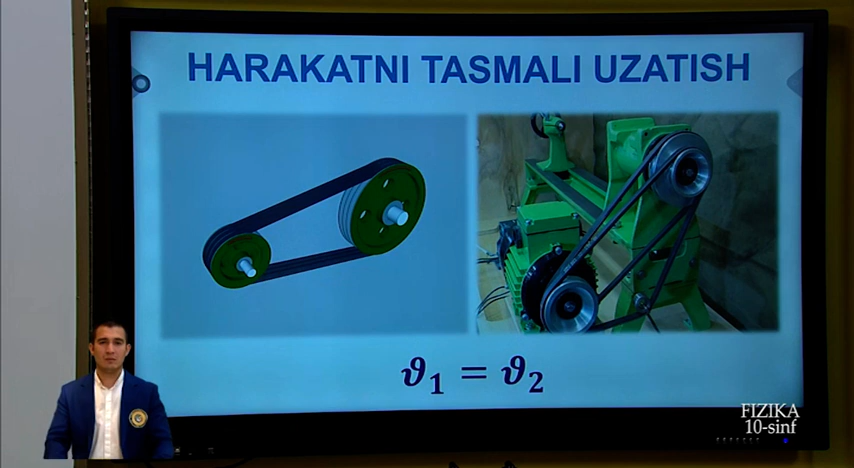 HARAKATNI TASMALI UZATISH
ϑ₁ = ϑ₂
FIZIKA
10-sinf